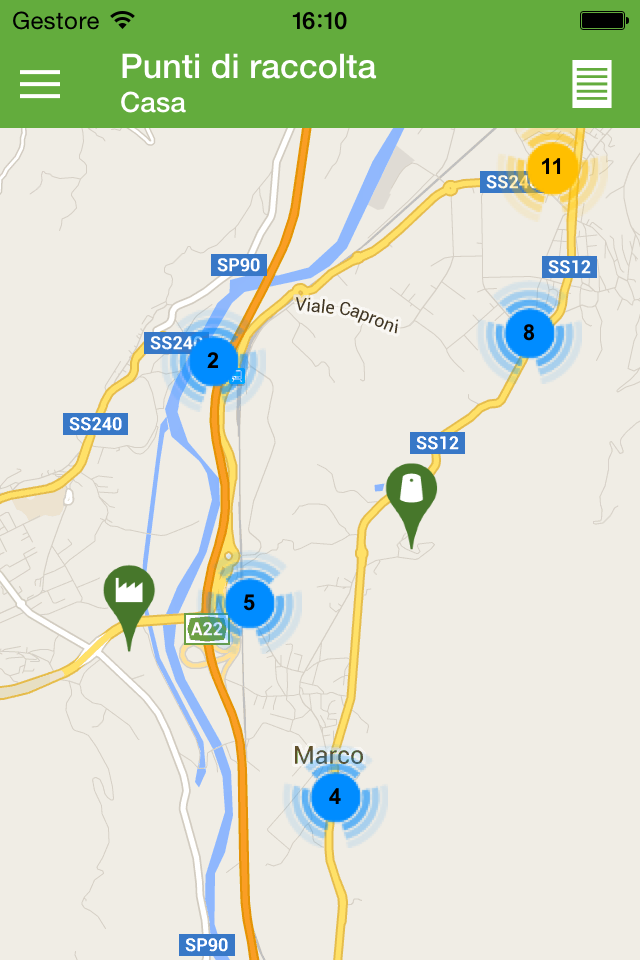 Gestore 16:10
Punti di raccolta
Casa
11
SS240
SP90
SS12
Viale Caproni
8
SS240
2
SS240
SS12
5
A22
Marco
4
SP90